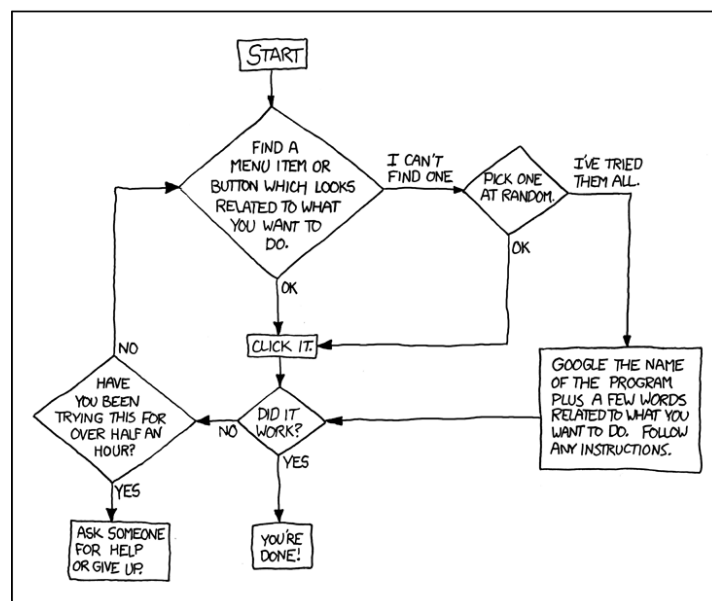 START
FIND A
MENU ITEM OR
BUTTON WHICH LOOKS
RELATED TO WHAT
YOU WANT TO
DO.
I CAN'T
FIND ONE
PICK ONE
AT RANDOM.
I'VE TRIED
THEM ALL.
OK
OK
CLICK IT.
NO
HAVE
YOU BEEN
TRYING THIS FOR
OVER HALF AN
HOUR?
NO
DID IT
WORK?
GOOGLE THE NAME
OF THE PROGRAM
PLUS A FEW WORDS
RELATED TO WHAT YOU
WANT TO DO. FOLLOW
ANY INSTRUCTIONS.
YES
YES
ASK SOMEONE
FOR HELP
OR GIVE UP.
YOU'RE
DONE!